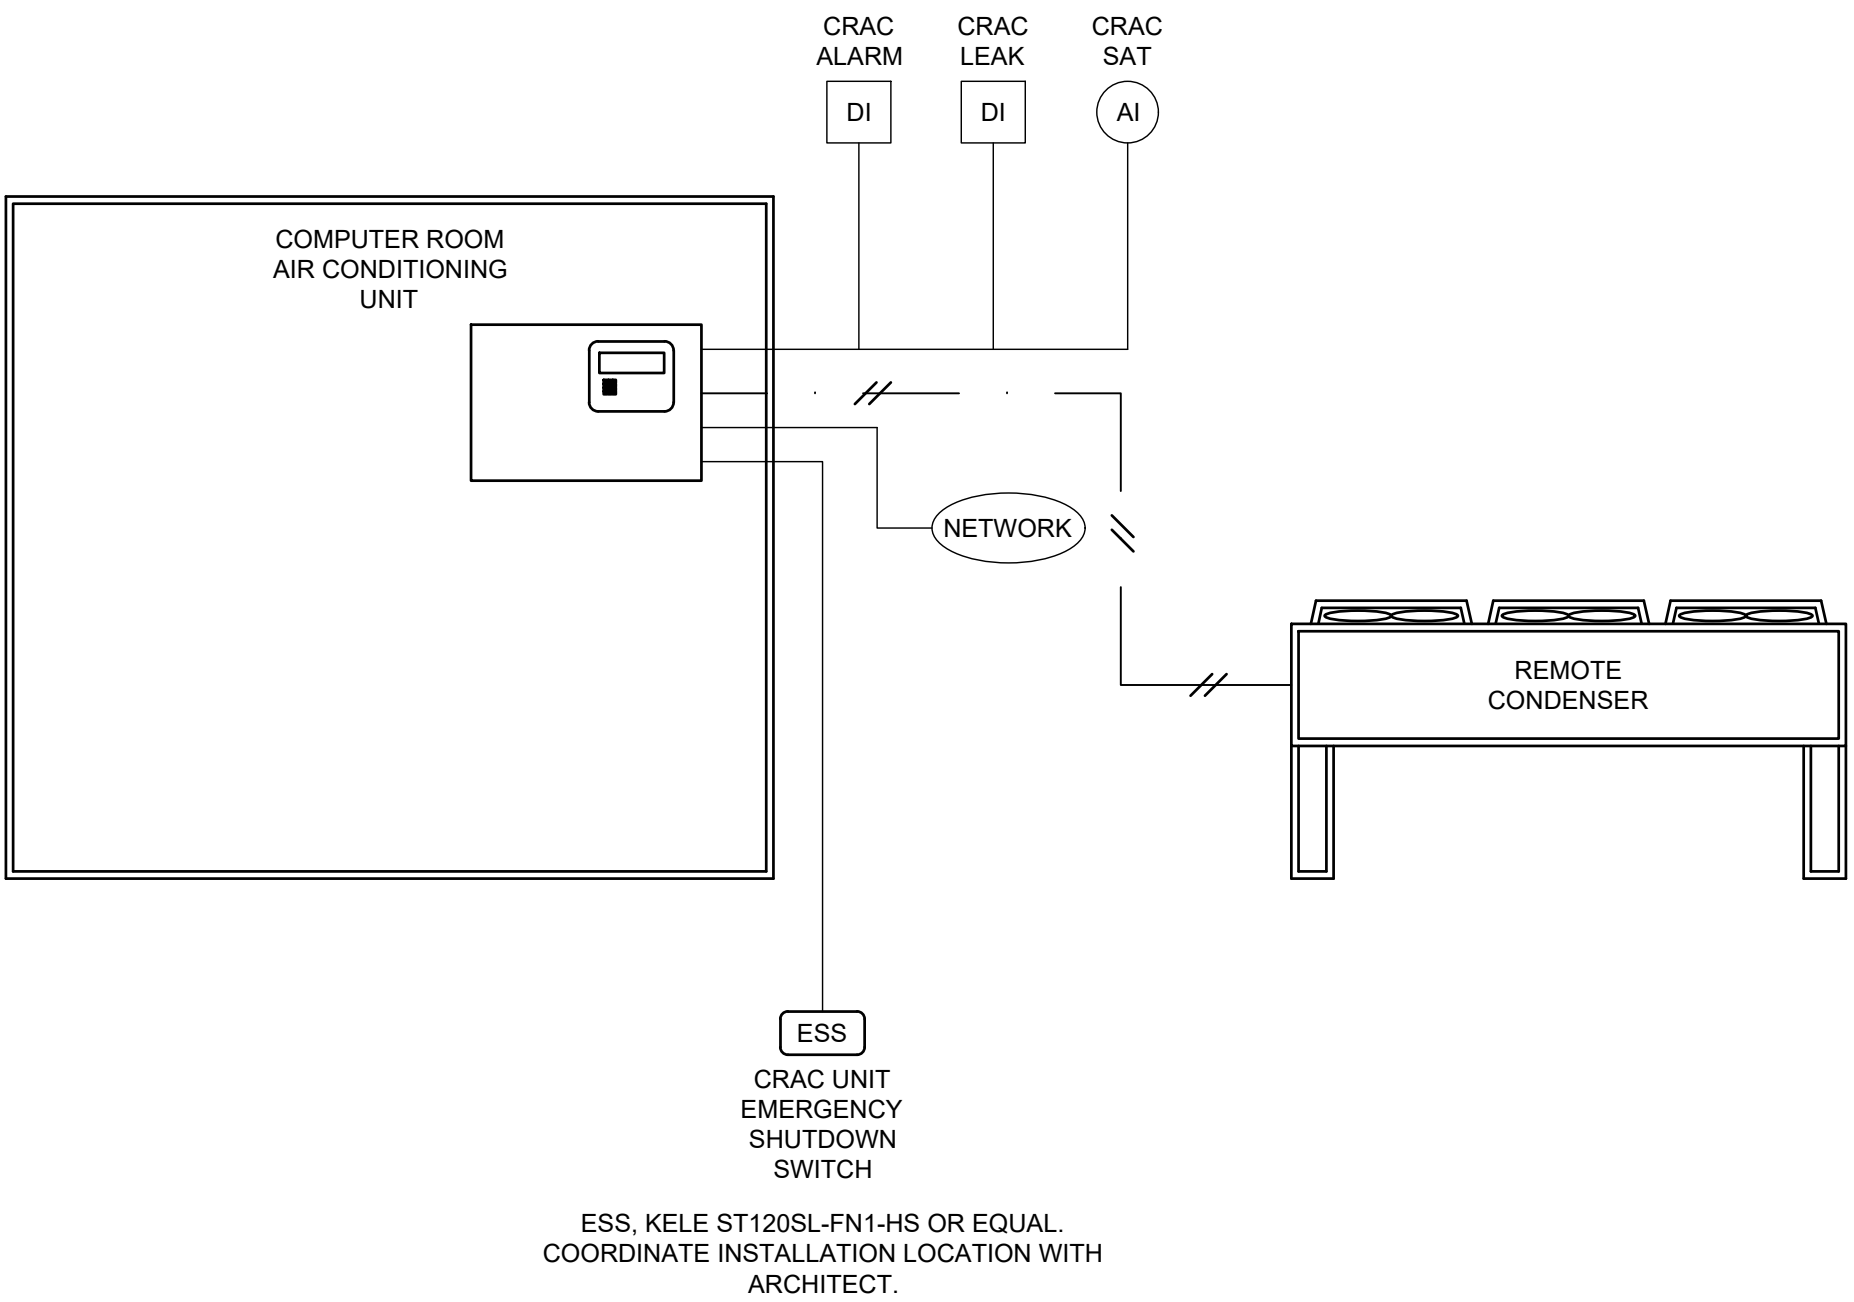 CRAC
ALARM
CRAC
LEAK
CRAC
SAT
DI
DI
AI
COMPUTER ROOM
AIR CONDITIONING
UNIT
NETWORK
REMOTE
CONDENSER
ESS
CRAC UNIT
EMERGENCY
SHUTDOWN
SWITCH
ESS, KELE ST120SL-FN1-HS OR EQUAL.
COORDINATE INSTALLATION LOCATION WITH
ARCHITECT.